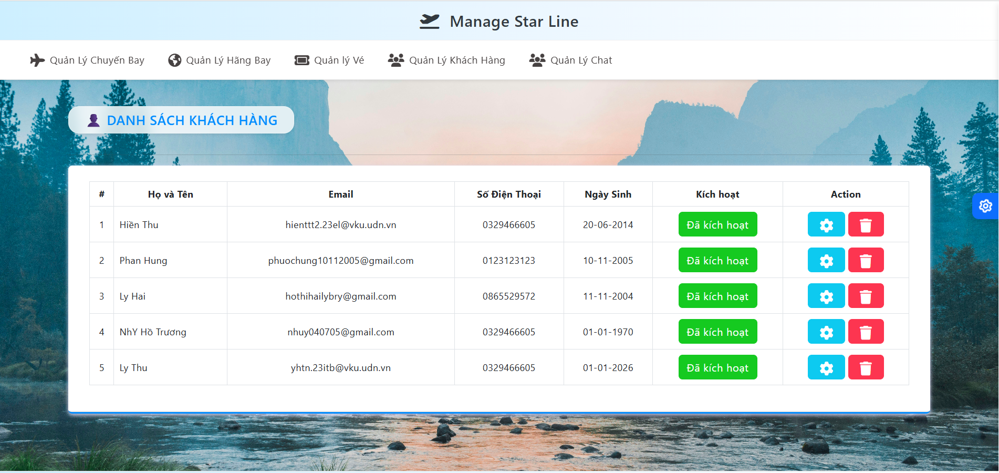 Manage Star Line
Quản Lý Chuyến Bay Quản Lý Hãng Bay Quản lý Vé Quản Lý Khách Hàng Quản Lý Chat
DANH SÁCH KHÁCH HÀNG
# Họ và Tên Email Số Điện Thoại Ngày Sinh Kích hoạt Action
1 Hiền Thu hienttt2.23el@vku.udn.vn 0329466605 20-06-2014 Đã kích hoạt
2 Phan Hung phuochung10112005@gmail.com 0123123123 10-11-2005 Đã kích hoạt
3 Ly Hai hothihailybry@gmail.com 0865529572 11-11-2004 Đã kích hoạt
4 NhY Hồ Trương nhuy040705@gmail.com 0329466605 01-01-1970 Đã kích hoạt
5 Ly Thu yhtn.23itb@vku.udn.vn 0329466605 01-01-2026 Đã kích hoạt